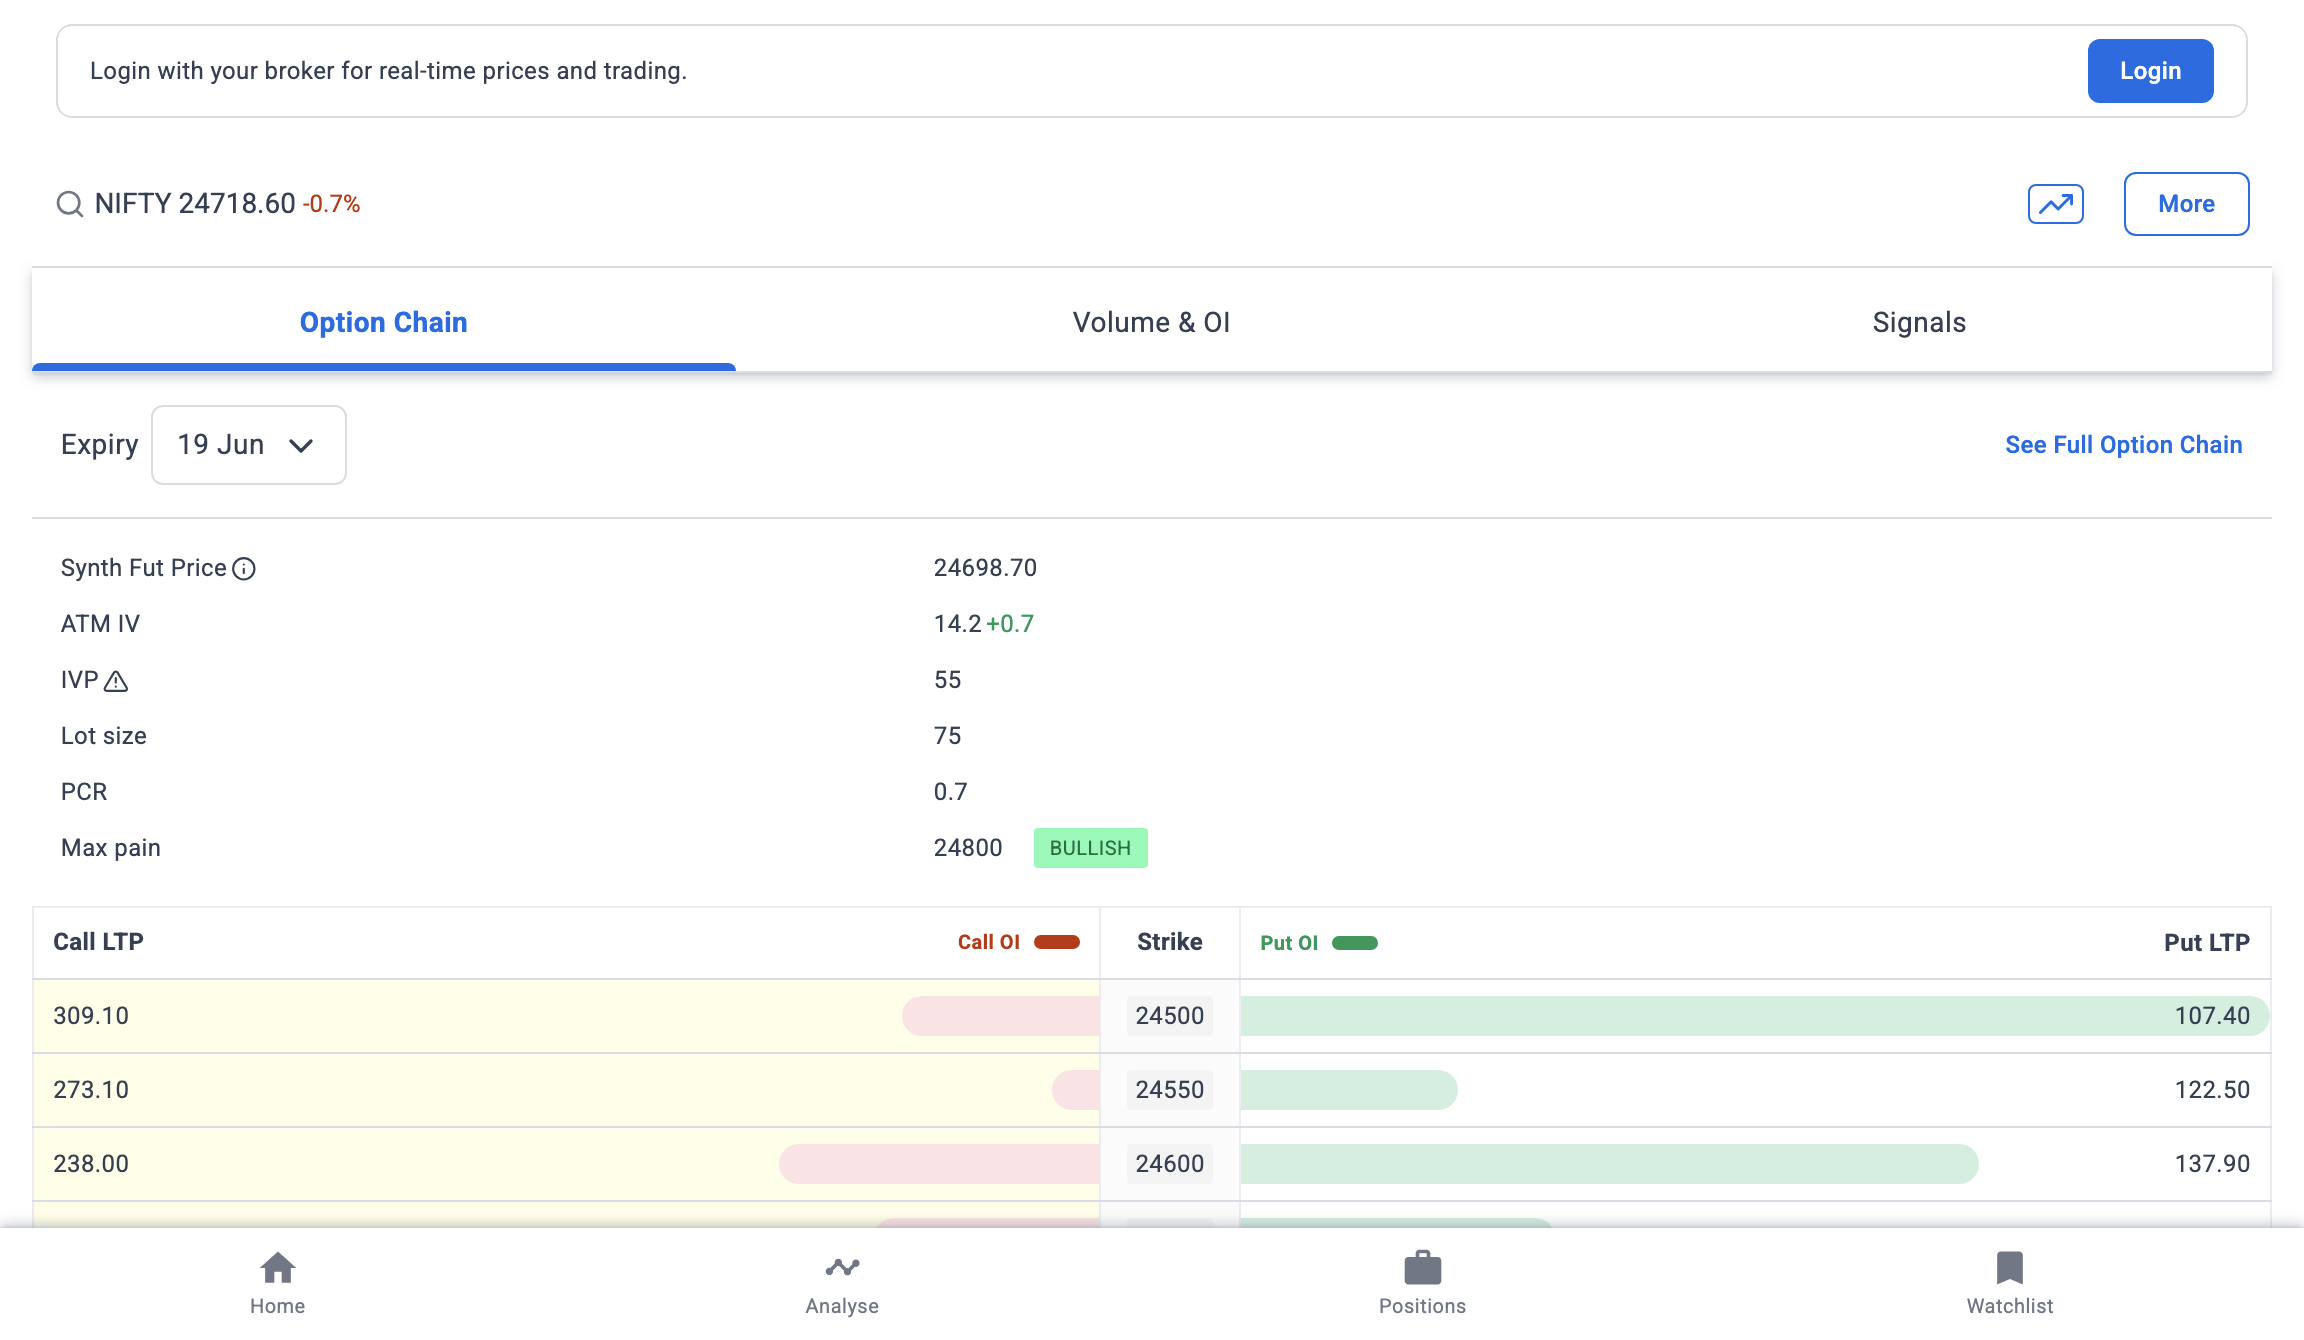 Login with your broker for real-time prices and trading.
Login
NIFTY 24718.60 -0.7%
More
Option Chain
Volume & OI
Signals
Expiry
19 Jun
See Full Option Chain
Synth Fut Price 24698.70
ATM IV 14.2 +0.7
IVP 55
Lot size 75
PCR 0.7
Max pain 24800 BULLISH
Call LTP Call OI Strike Put OI Put LTP
309.10 24500 107.40
273.10 24550 122.50
238.00 24600 137.90
Home
Analyse
Positions
Watchlist